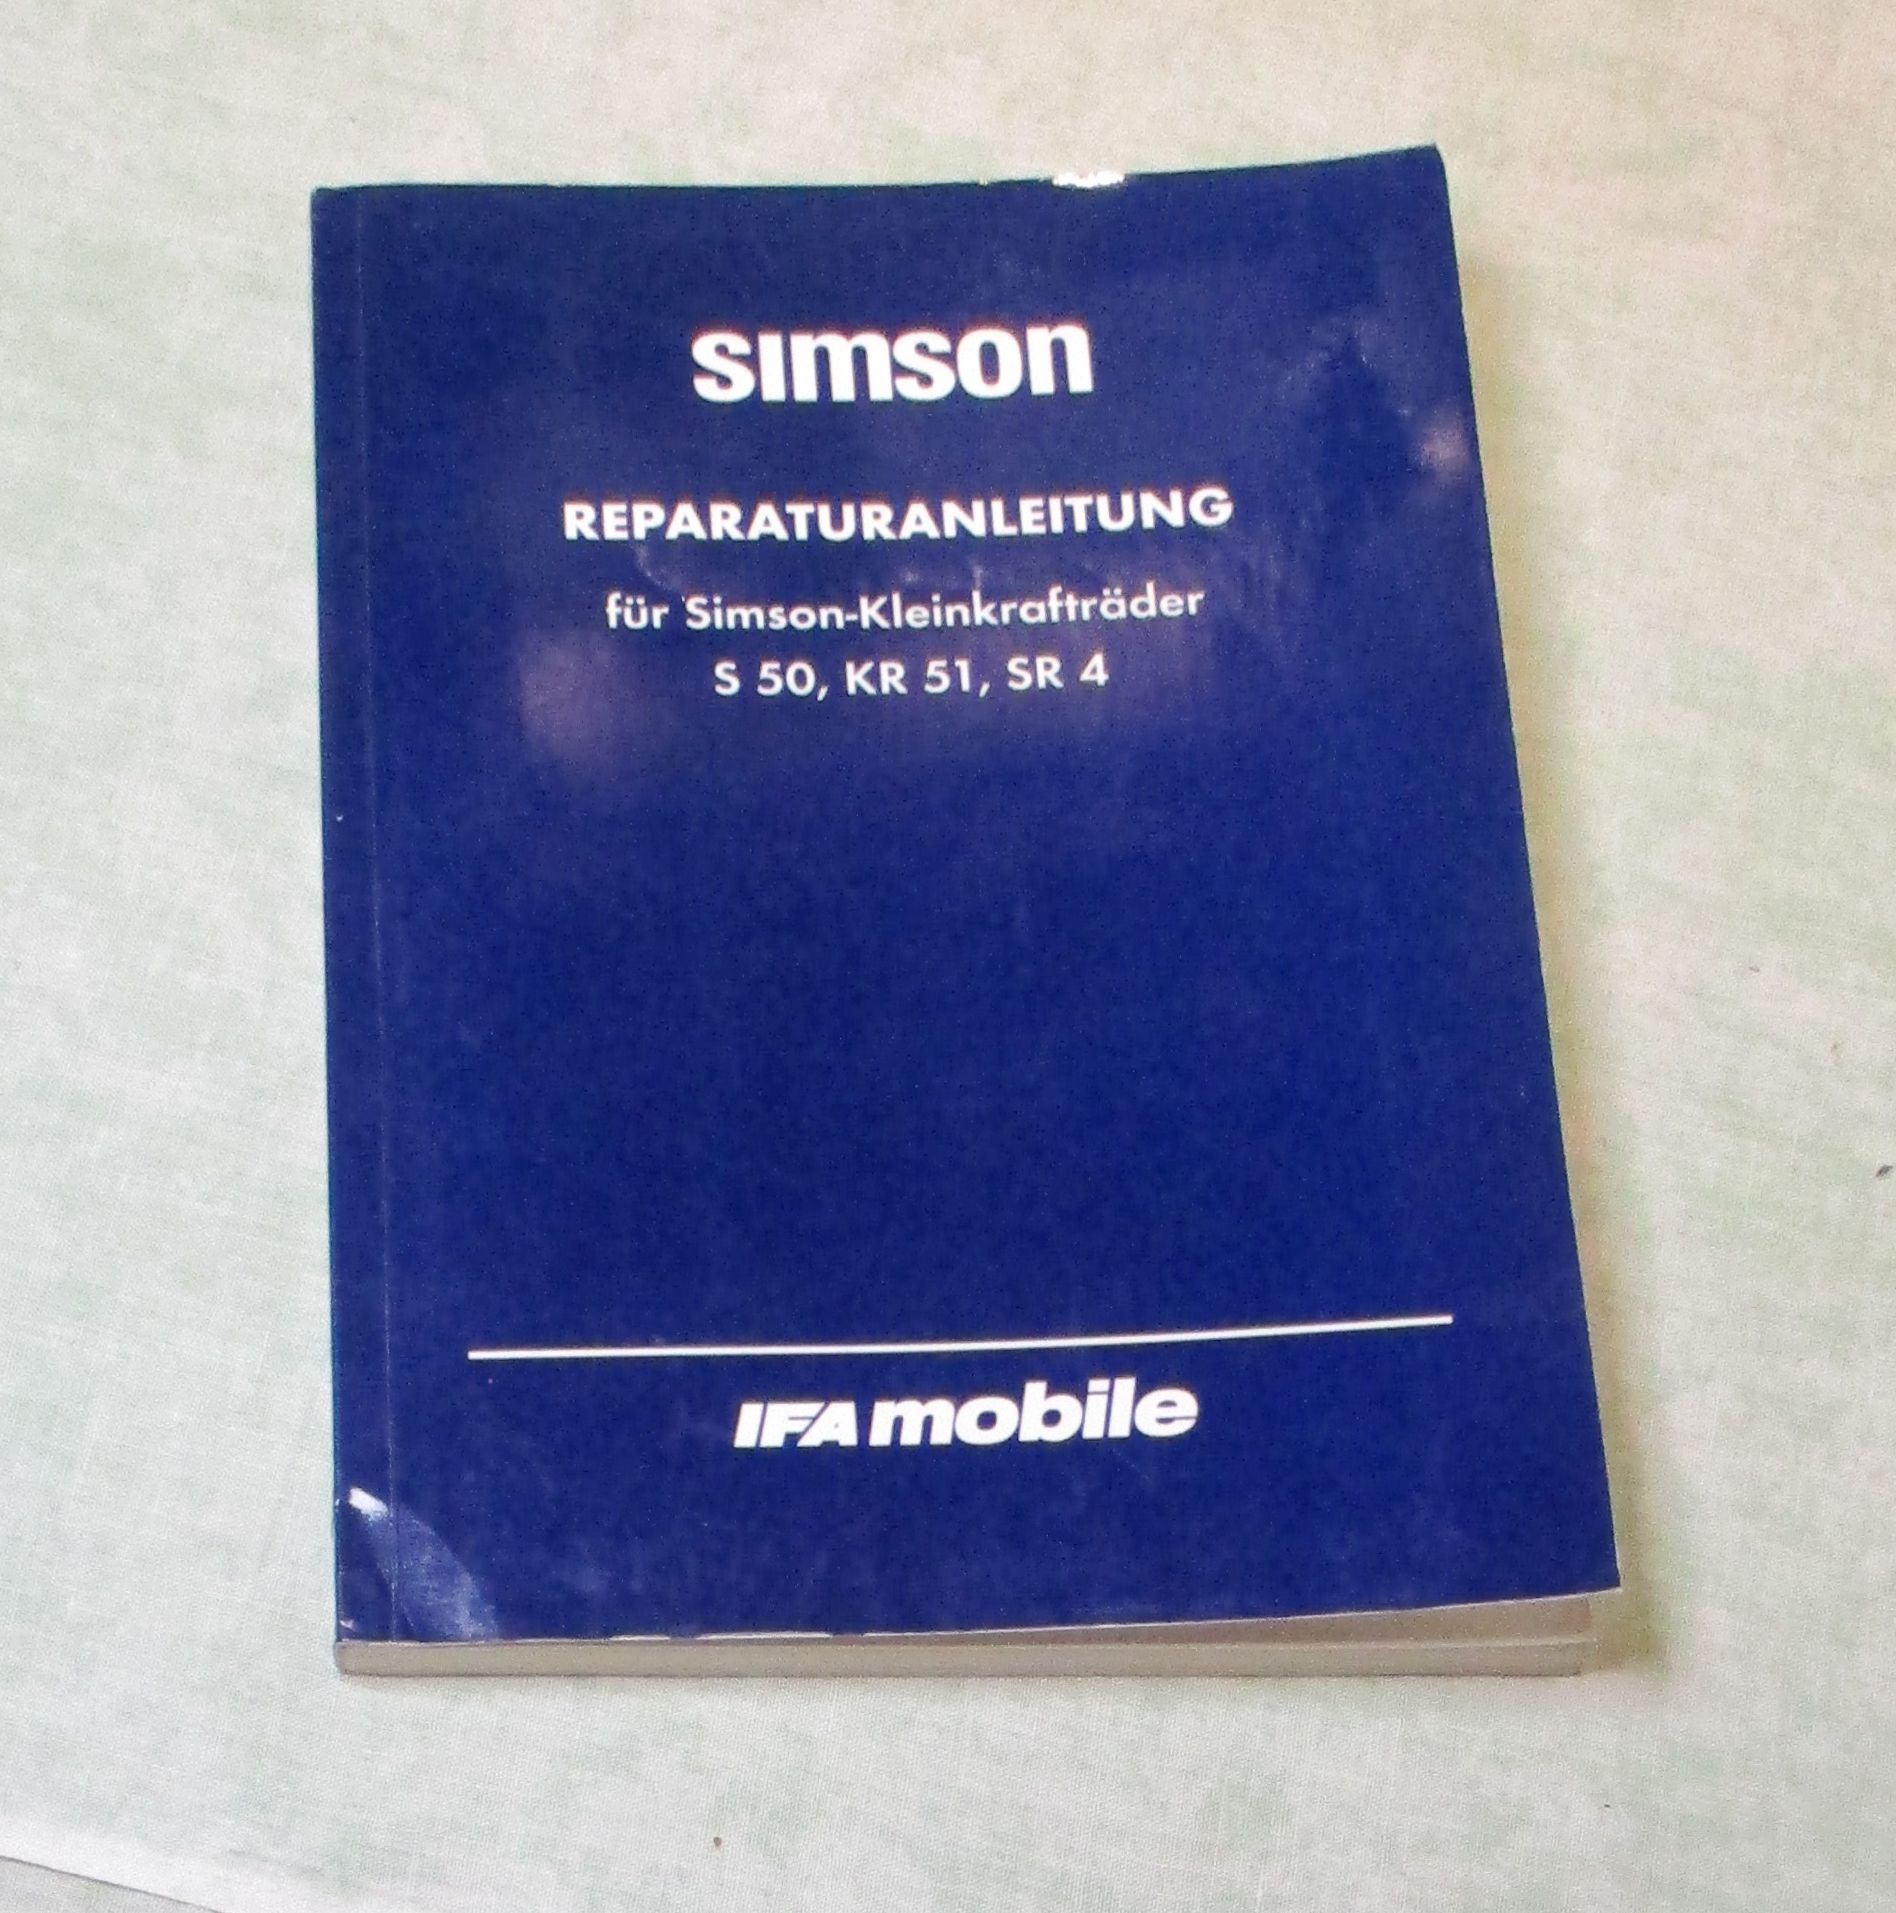 simson
REPARATURANLEITUNG
für Simson-Kleinkrafträder
S 50, KR 51, SR 4
IFA mobile